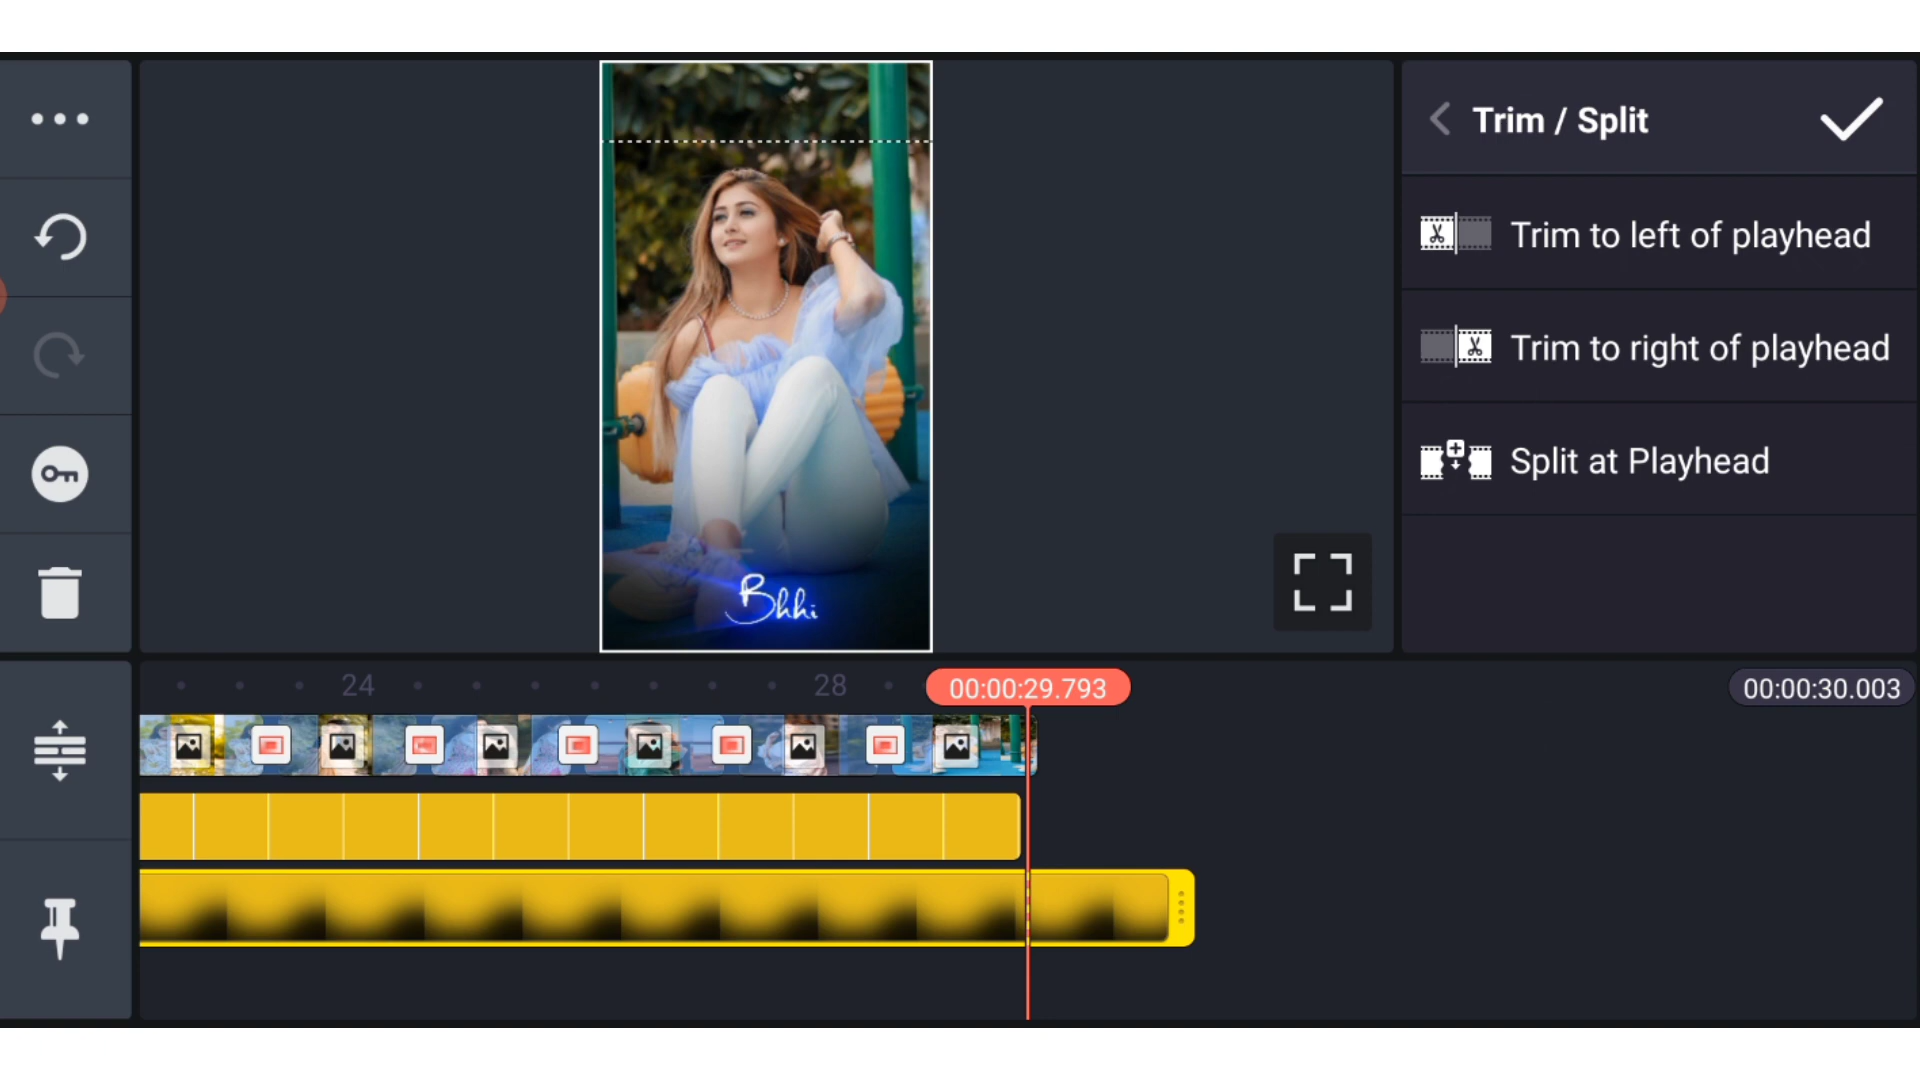 Trim / Split
Trim to left of playhead
Trim to right of playhead
Split at Playhead
Bhhi
24
28
00:00:29.793
00:00:30.003